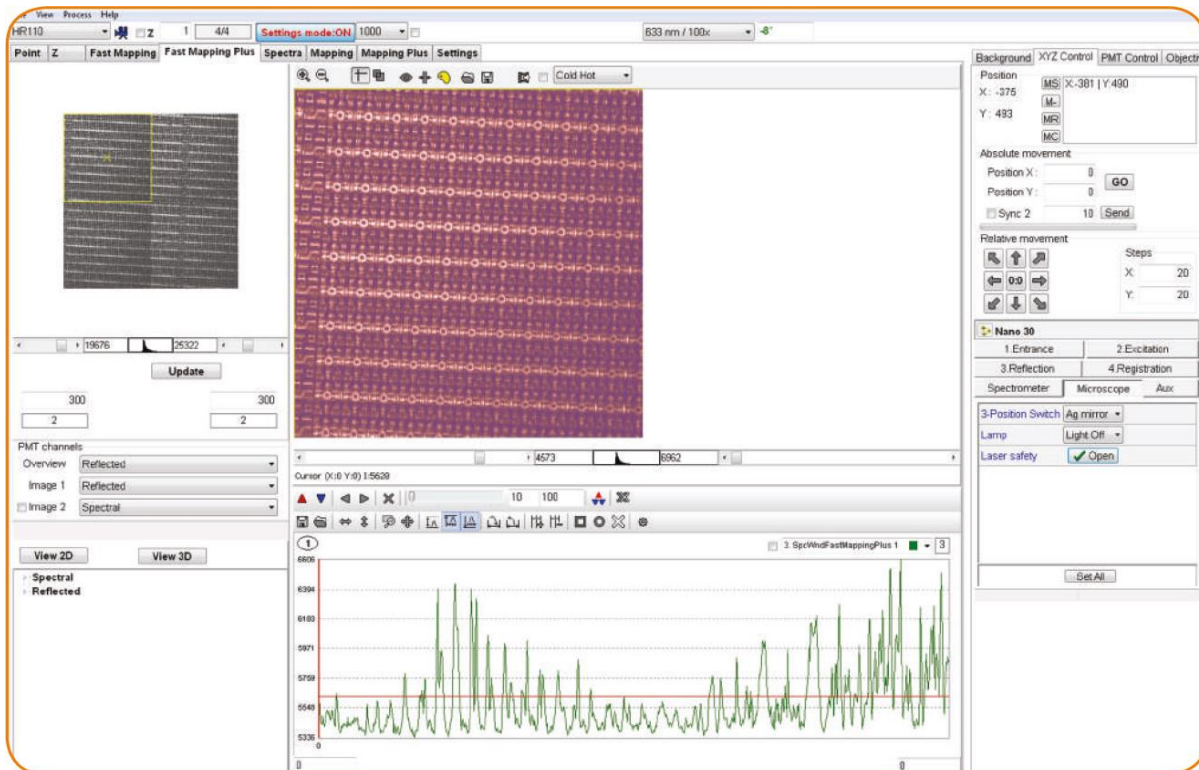 View Process Help
HR110 Z 1 4/4 Settings mode:ON 1000 633 nm / 100x -8°
Point Z Fast Mapping Fast Mapping Plus Spectra Mapping Mapping Plus Settings
Cold Hot
19676 25322
Update
300 300
2 2
PMT channels
Overview Reflected
Image 1 Reflected
Image 2 Spectral
View 2D View 3D
Spectral
Reflected
4573 6962
Cursor (X:0 Y:0) I:5628
0 10 100
1 3. SpcWndFastMappingPlus 1 3
6606
6394
6183
5971
5759
5548
5336
0
0 0
Background XYZ Control PMT Control
Position
X: -375 MS X:-381 | Y:490
M-
Y: 493 MR
MC
Absolute movement
Position X: 0 GO
Position Y: 0
Sync 2 10 Send
Relative movement
Steps
0:0 X: 20
Y: 20
Nano 30
1.Entrance 2.Excitation
3.Reflection 4.Registration
Spectrometer Microscope Aux
3-Position Switch Ag mirror
Lamp Light Off
Laser safety Open
Set All